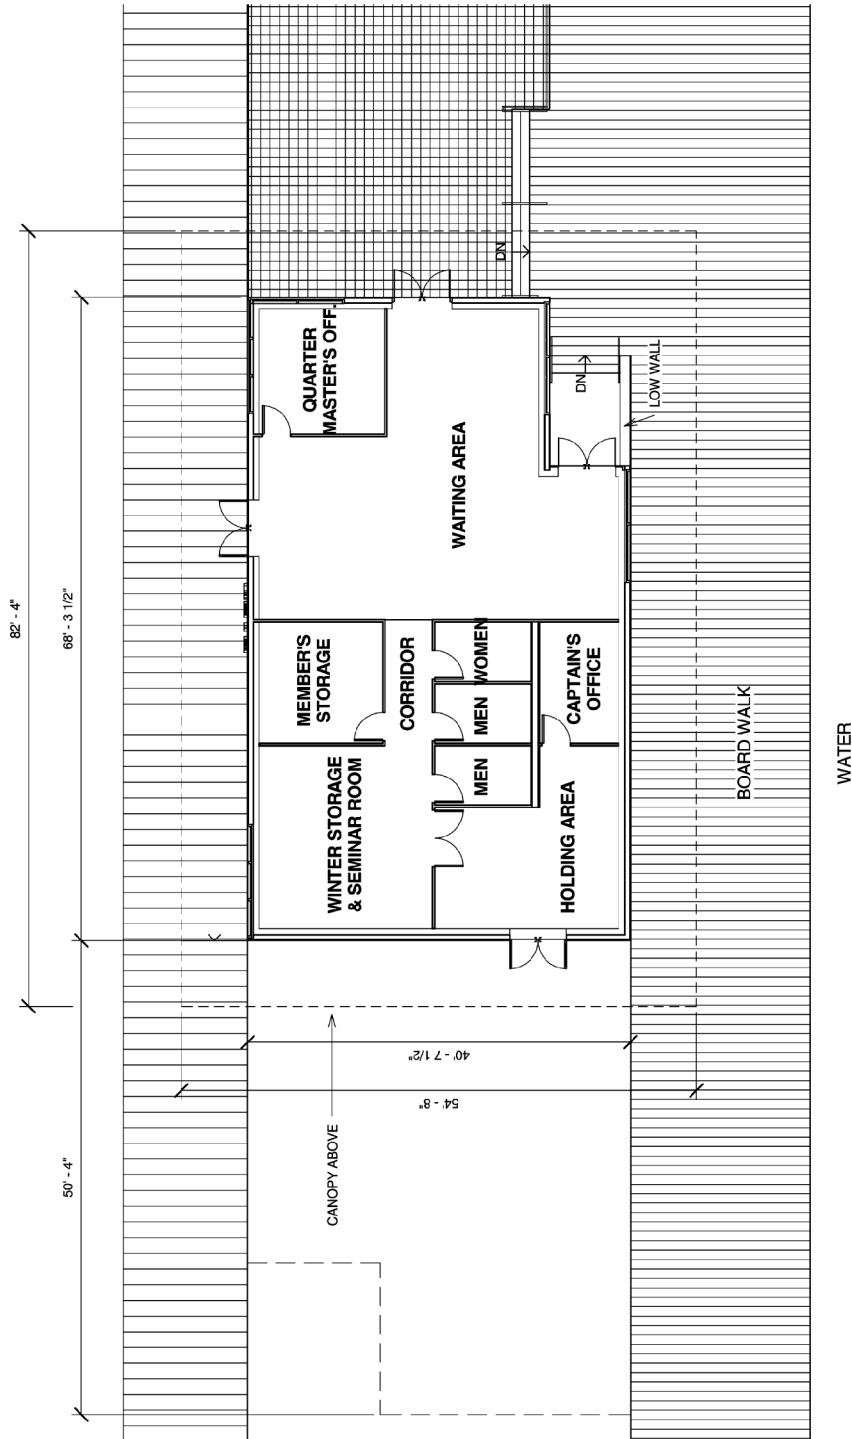 82' - 4"
68' - 3 1/2"
50' - 4"
QUARTER
MASTER'S OFF.
WAITING AREA
DN
DN
LOW WALL
MEMBER'S
STORAGE
CORRIDOR
WOMEN
MEN
MEN
CAPTAIN'S
OFFICE
WINTER STORAGE
& SEMINAR ROOM
HOLDING AREA
BOARD WALK
WATER
40' - 7 1/2"
54' - 8"
CANOPY ABOVE